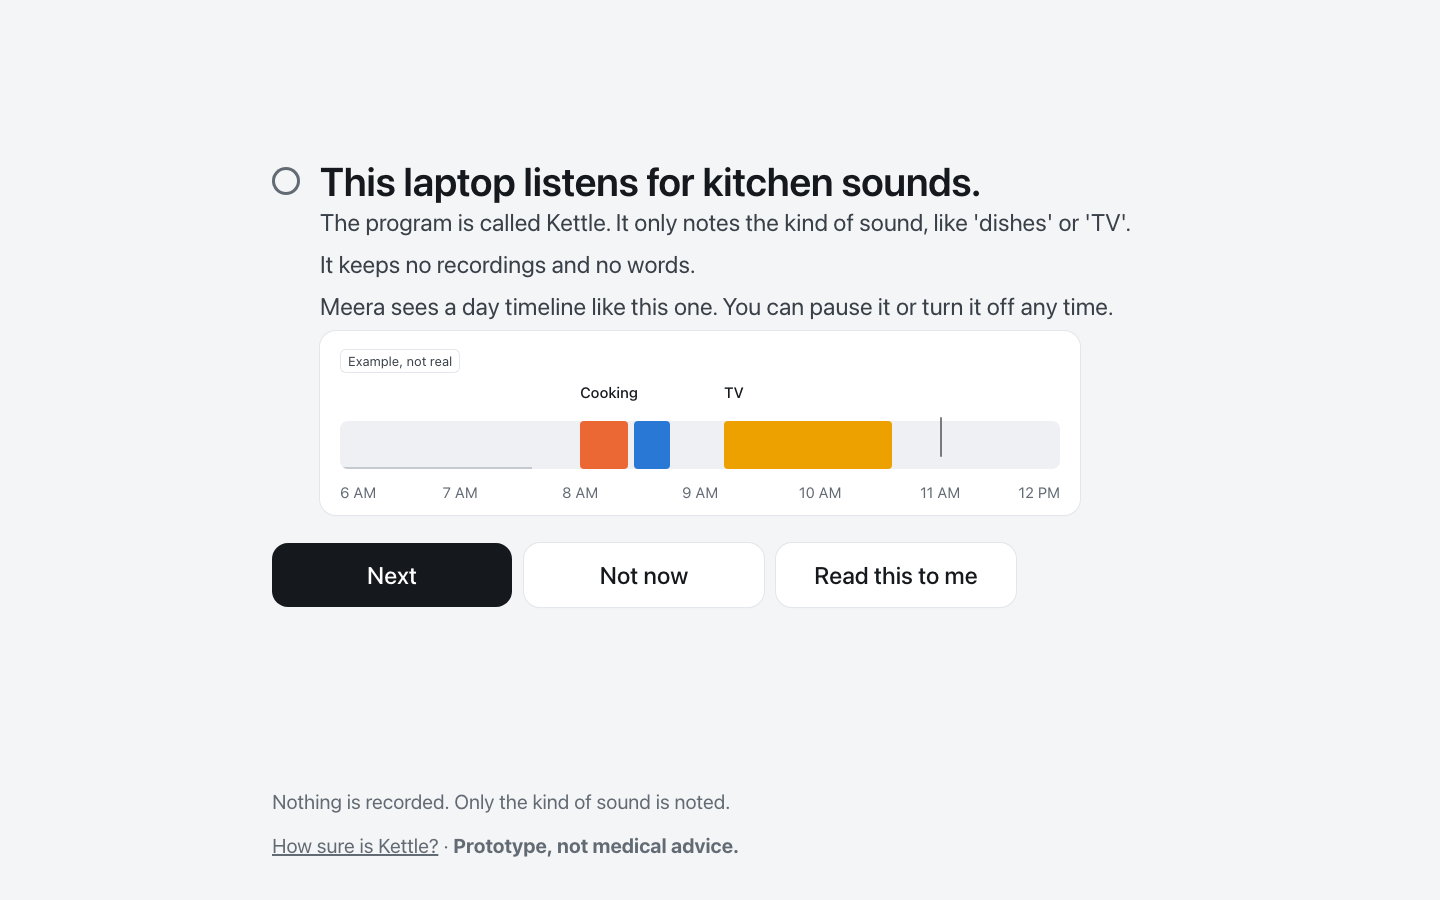 This laptop listens for kitchen sounds.
The program is called Kettle. It only notes the kind of sound, like 'dishes' or 'TV'.
It keeps no recordings and no words.
Meera sees a day timeline like this one. You can pause it or turn it off any time.
Example, not real
Cooking TV
6 AM 7 AM 8 AM 9 AM 10 AM 11 AM 12 PM
Next Not now Read this to me
Nothing is recorded. Only the kind of sound is noted.
How sure is Kettle? · Prototype, not medical advice.